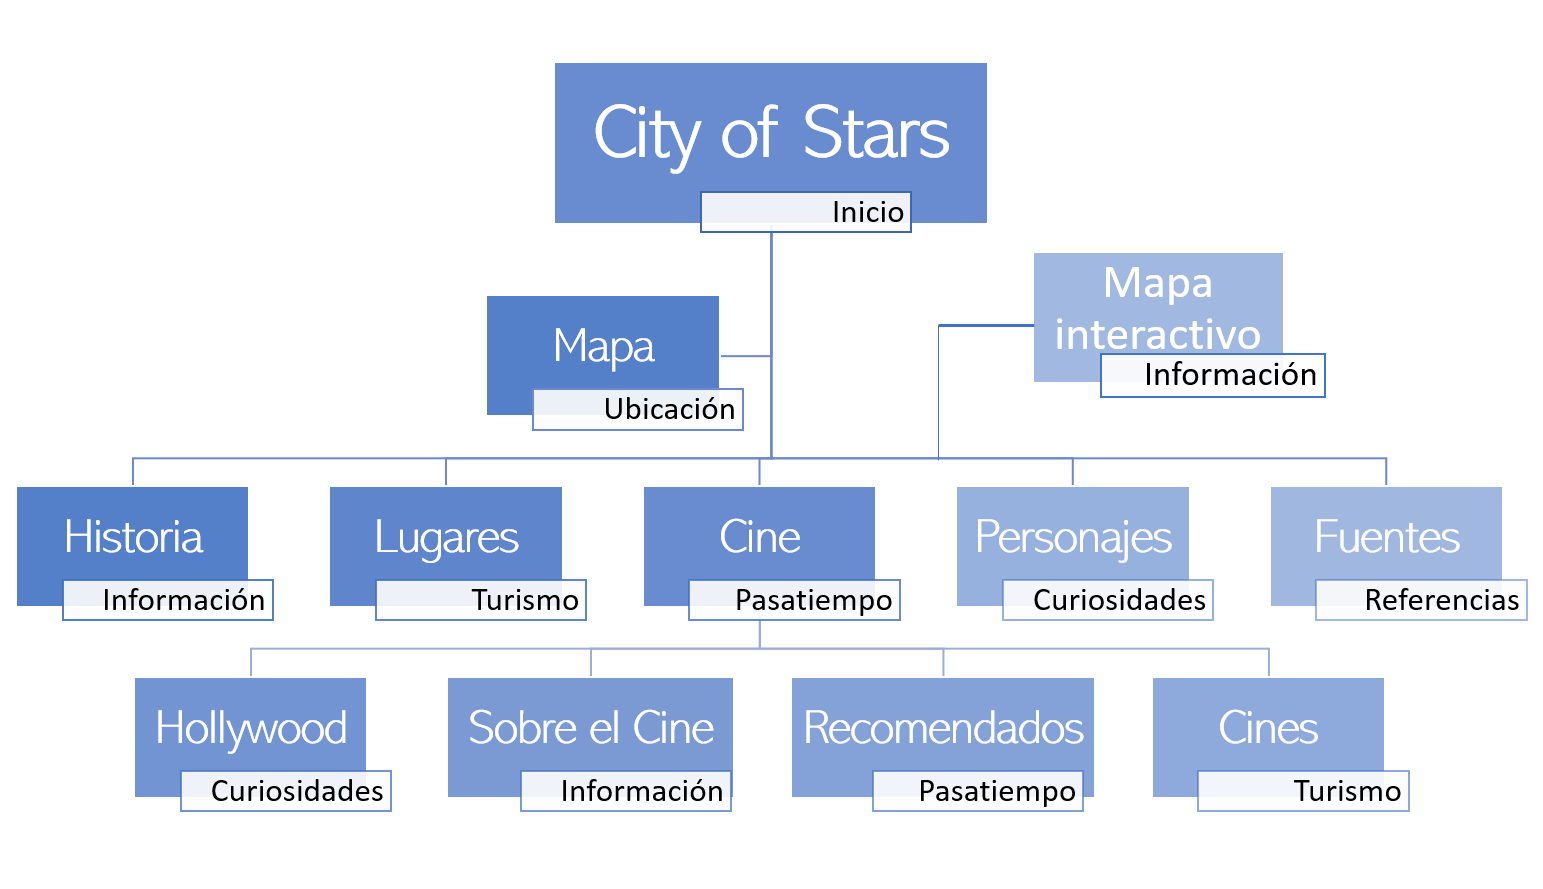 City of Stars
Inicio
Mapa
Ubicación
Mapa
interactivo
Información
Historia
Información
Lugares
Turismo
Cine
Pasatiempo
Personajes
Curiosidades
Fuentes
Referencias
Hollywood
Curiosidades
Sobre el Cine
Información
Recomendados
Pasatiempo
Cines
Turismo